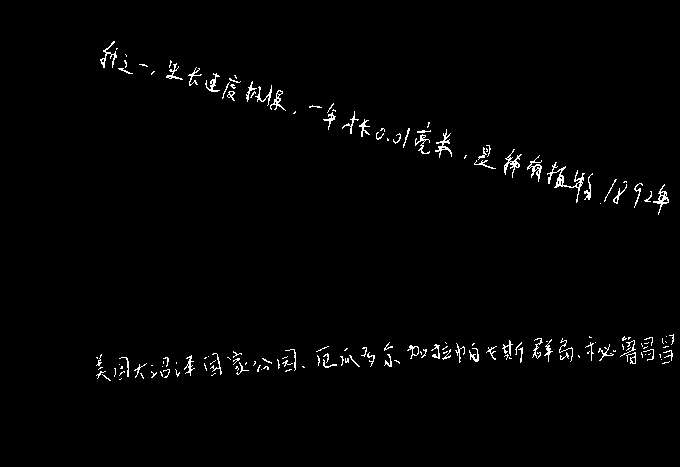 种之一,生长速度极慢,一年才长0.01毫米,是稀有植物.1892年
美国大沼泽国家公园、厄瓜多尔加拉帕戈斯群岛、秘鲁昌昌